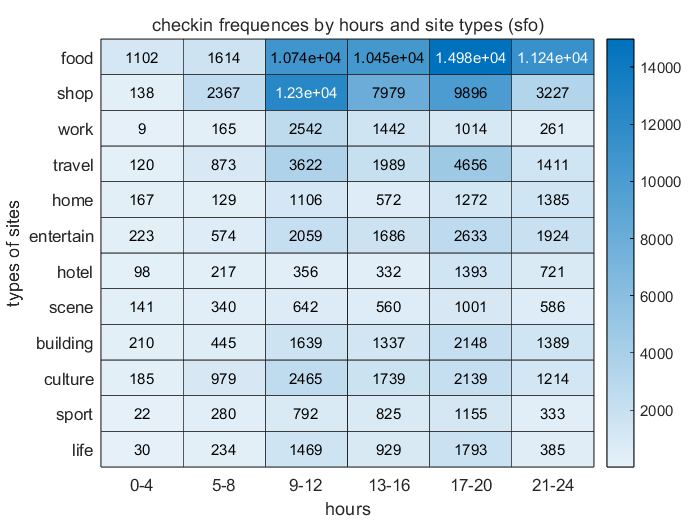 checkin frequences by hours and site types (sfo)
food 1102 1614 1.074e+04 1.045e+04 1.498e+04 1.124e+04
shop 138 2367 1.23e+04 7979 9896 3227
work 9 165 2542 1442 1014 261
travel 120 873 3622 1989 4656 1411
home 167 129 1106 572 1272 1385
entertain 223 574 2059 1686 2633 1924
hotel 98 217 356 332 1393 721
scene 141 340 642 560 1001 586
building 210 445 1639 1337 2148 1389
culture 185 979 2465 1739 2139 1214
sport 22 280 792 825 1155 333
life 30 234 1469 929 1793 385
0-4 5-8 9-12 13-16 17-20 21-24
hours
types of sites
14000
12000
10000
8000
6000
4000
2000